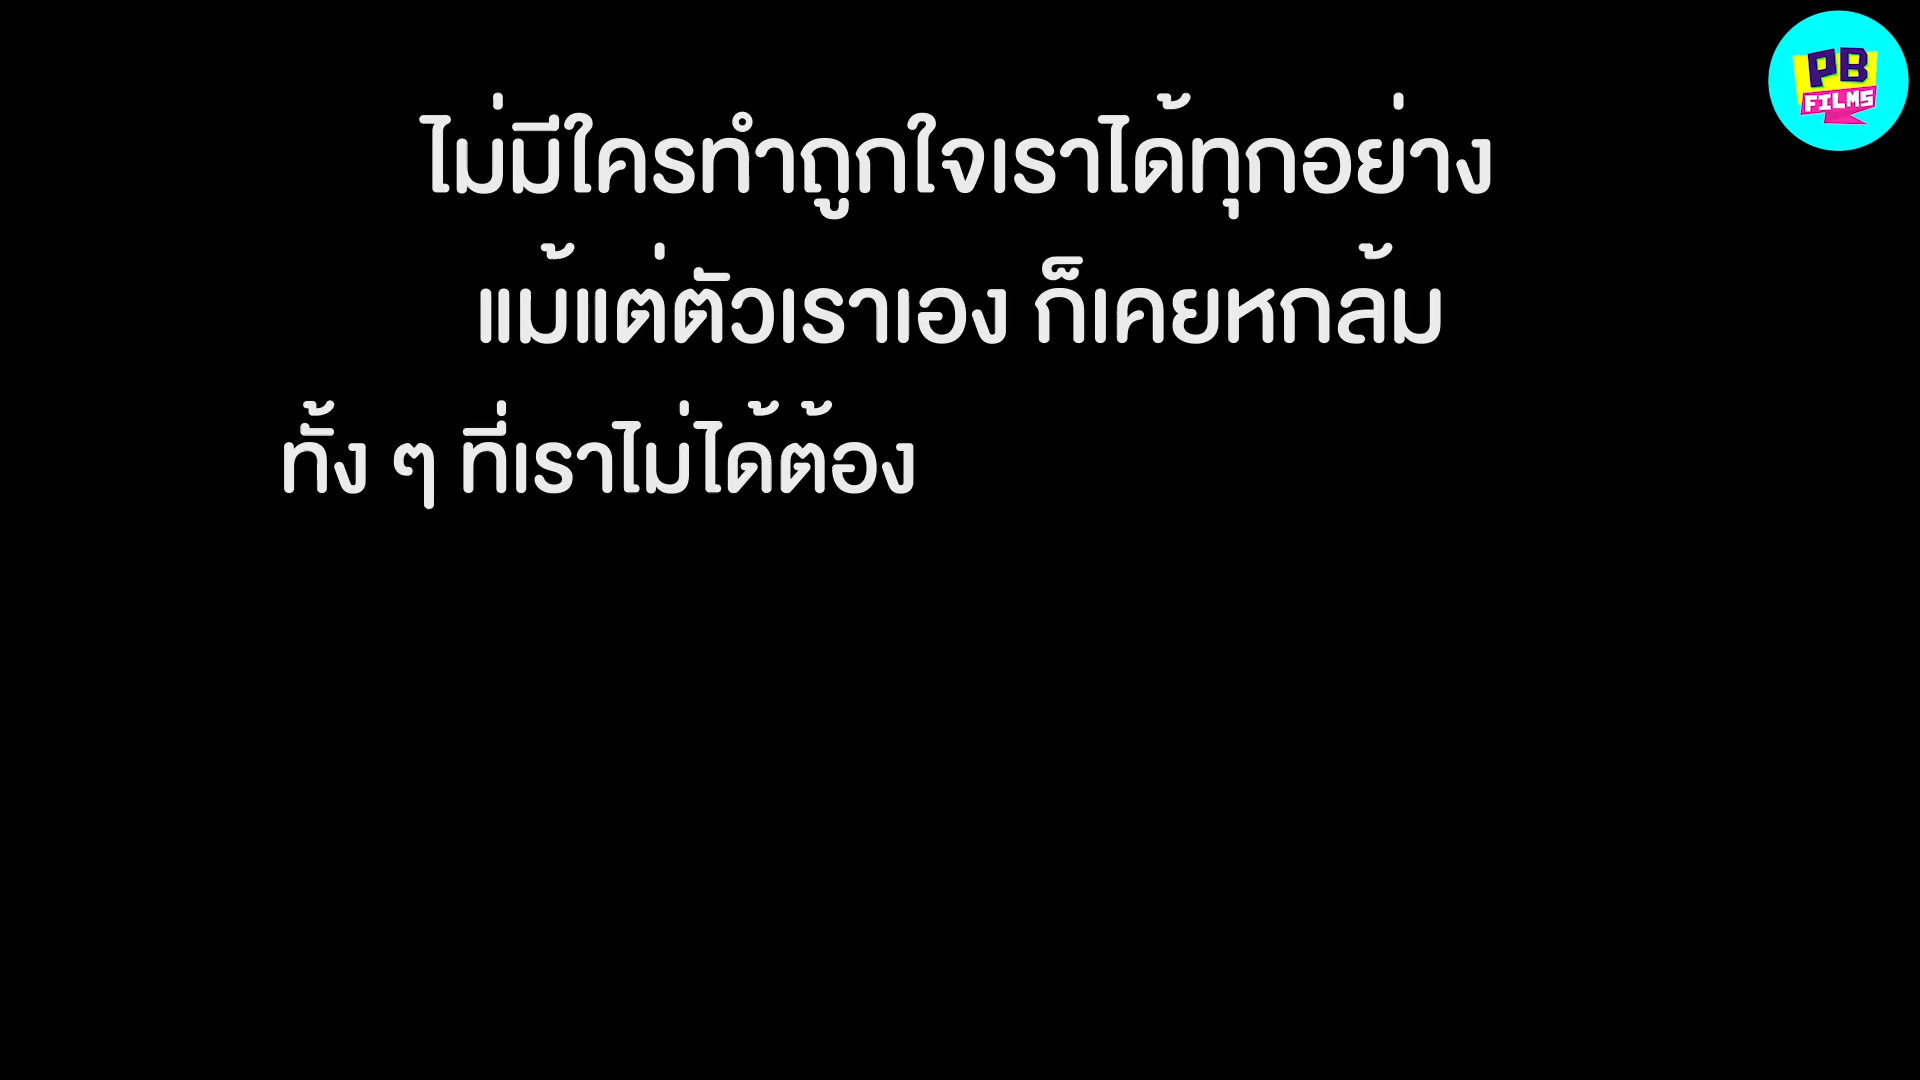 PB
FILMS
ไม่มีใครทำถูกใจเราได้ทุกอย่าง
แม้แต่ตัวเราเอง ก็เคยหกล้ม
ทั้ง ๆ ที่เราไม่ได้ต้อง